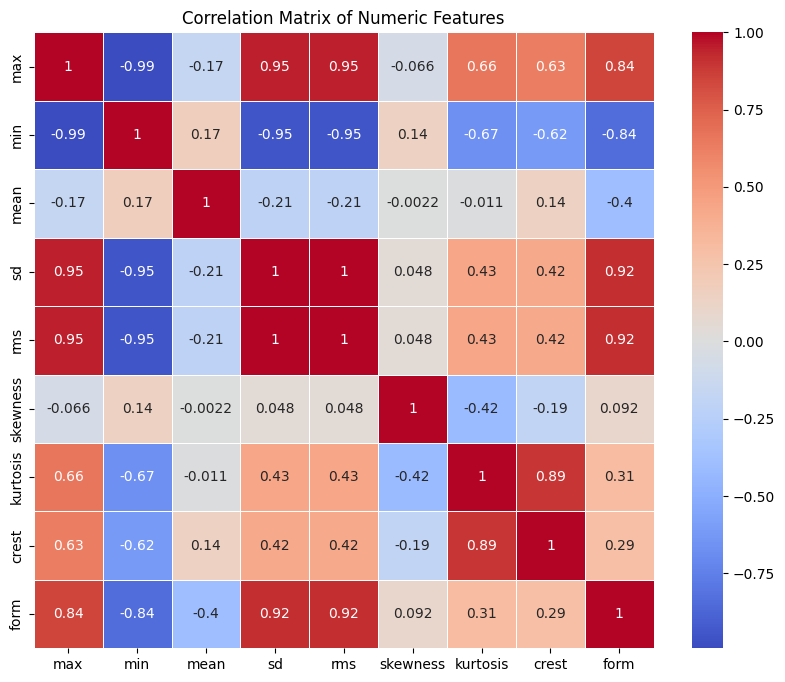 Correlation Matrix of Numeric Features
max 1 -0.99 -0.17 0.95 0.95 -0.066 0.66 0.63 0.84
min -0.99 1 0.17 -0.95 -0.95 0.14 -0.67 -0.62 -0.84
mean -0.17 0.17 1 -0.21 -0.21 -0.0022 -0.011 0.14 -0.4
sd 0.95 -0.95 -0.21 1 1 0.048 0.43 0.42 0.92
rms 0.95 -0.95 -0.21 1 1 0.048 0.43 0.42 0.92
skewness -0.066 0.14 -0.0022 0.048 0.048 1 -0.42 -0.19 0.092
kurtosis 0.66 -0.67 -0.011 0.43 0.43 -0.42 1 0.89 0.31
crest 0.63 -0.62 0.14 0.42 0.42 -0.19 0.89 1 0.29
form 0.84 -0.84 -0.4 0.92 0.92 0.092 0.31 0.29 1
max min mean sd rms skewness kurtosis crest form
1.00
0.75
0.50
0.25
0.00
−0.25
−0.50
−0.75